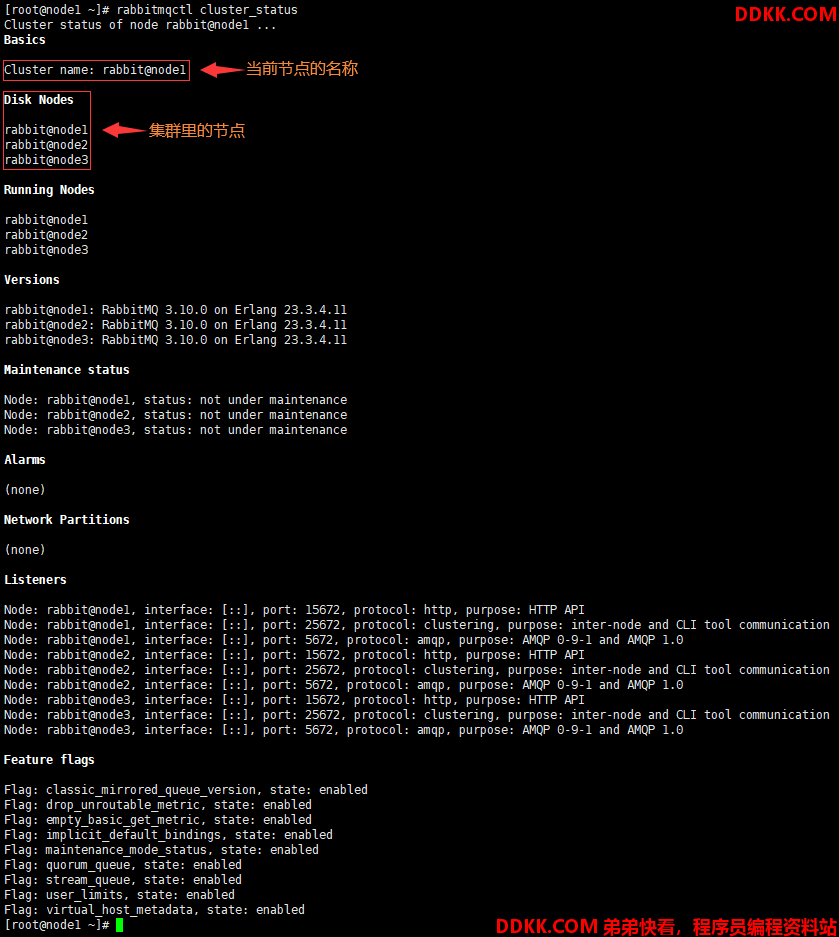 [root@node1 ~]# rabbitmqctl cluster_status
DDKK.COM
Cluster status of node rabbit@node1 ...
Basics
Cluster name: rabbit@node1
当前节点的名称
Disk Nodes
rabbit@node1
集群里的节点
rabbit@node2
rabbit@node3
Running Nodes
rabbit@node1
rabbit@node2
rabbit@node3
Versions
rabbit@node1: RabbitMQ 3.10.0 on Erlang 23.3.4.11
rabbit@node2: RabbitMQ 3.10.0 on Erlang 23.3.4.11
rabbit@node3: RabbitMQ 3.10.0 on Erlang 23.3.4.11
Maintenance status
Node: rabbit@node1, status: not under maintenance
Node: rabbit@node2, status: not under maintenance
Node: rabbit@node3, status: not under maintenance
Alarms
(none)
Network Partitions
(none)
Listeners
Node: rabbit@node1, interface: [::], port: 15672, protocol: http, purpose: HTTP API
Node: rabbit@node1, interface: [::], port: 25672, protocol: clustering, purpose: inter-node and CLI tool communication
Node: rabbit@node1, interface: [::], port: 5672, protocol: amqp, purpose: AMQP 0-9-1 and AMQP 1.0
Node: rabbit@node2, interface: [::], port: 15672, protocol: http, purpose: HTTP API
Node: rabbit@node2, interface: [::], port: 25672, protocol: clustering, purpose: inter-node and CLI tool communication
Node: rabbit@node2, interface: [::], port: 5672, protocol: amqp, purpose: AMQP 0-9-1 and AMQP 1.0
Node: rabbit@node3, interface: [::], port: 15672, protocol: http, purpose: HTTP API
Node: rabbit@node3, interface: [::], port: 25672, protocol: clustering, purpose: inter-node and CLI tool communication
Node: rabbit@node3, interface: [::], port: 5672, protocol: amqp, purpose: AMQP 0-9-1 and AMQP 1.0
Feature flags
Flag: classic_mirrored_queue_version, state: enabled
Flag: drop_unroutable_metric, state: enabled
Flag: empty_basic_get_metric, state: enabled
Flag: implicit_default_bindings, state: enabled
Flag: maintenance_mode_status, state: enabled
Flag: quorum_queue, state: enabled
Flag: stream_queue, state: enabled
Flag: user_limits, state: enabled
Flag: virtual_host_metadata, state: enabled
[root@node1 ~]#
DDKK.COM 弟弟快看，程序员编程资料站